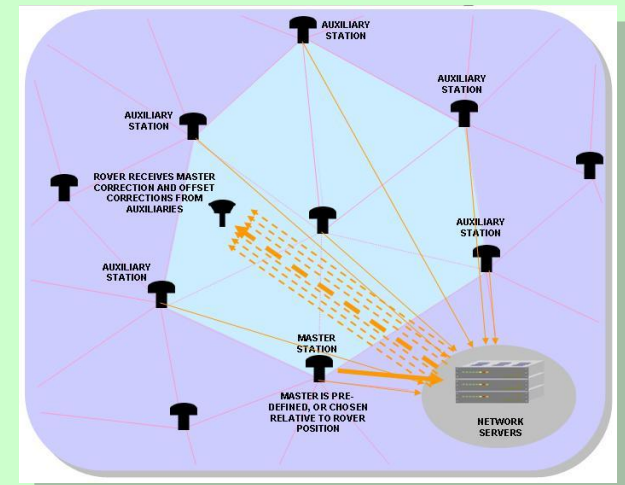 AUXILIARY
STATION
AUXILIARY
STATION
AUXILIARY
STATION
ROVER RECEIVES MASTER
CORRECTION AND OFFSET
CORRECTIONS FROM
AUXILIARIES
AUXILIARY
STATION
AUXILIARY
STATION
MASTER
STATION
MASTER IS PRE-
DEFINED, OR CHOSEN
RELATIVE TO ROVER
POSITION
NETWORK
SERVERS